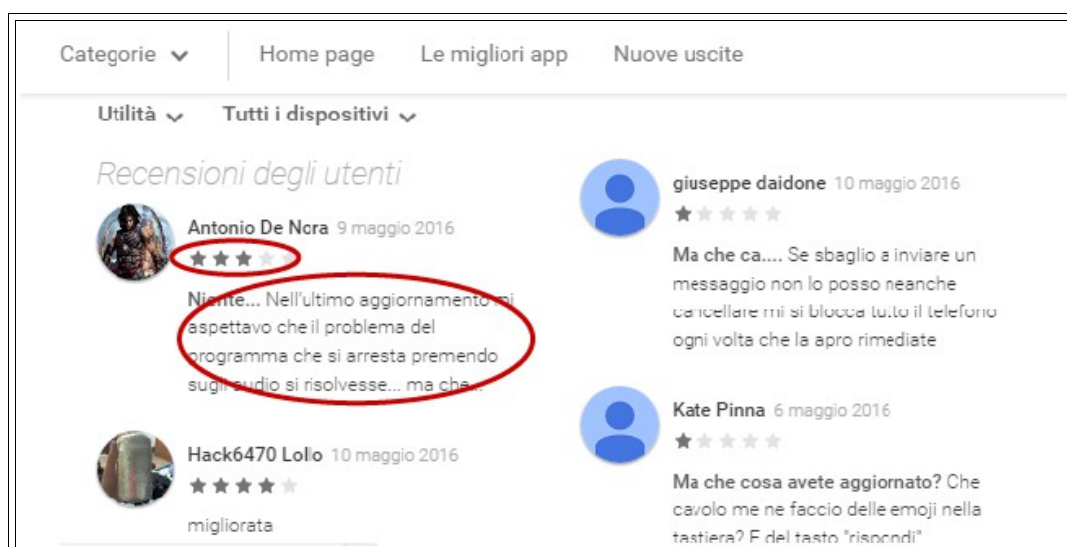 Categorie
Home page
Le migliori app
Nuove uscite
Utilità
Tutti i dispositivi
Recensioni degli utenti
Antonio De Nora 9 maggio 2016
Niente... Nell'ultimo aggiornamento mi
aspettavo che il problema del
programma che si arresta premendo
sugli audio si risolvesse... ma che...
Hack6470 Lollo 10 maggio 2016
migliorata
giuseppe daidone 10 maggio 2016
Ma che ca.... Se sbaglio a inviare un
messaggio non lo posso neanche
cancellare mi si blocca tutto il telefono
ogni volta che la apro rimediate
Kate Pinna 6 maggio 2016
Ma che cosa avete aggiornato? Che
cavolo me ne faccio delle emoji nella
tastiera? E del tasto "rispondi"